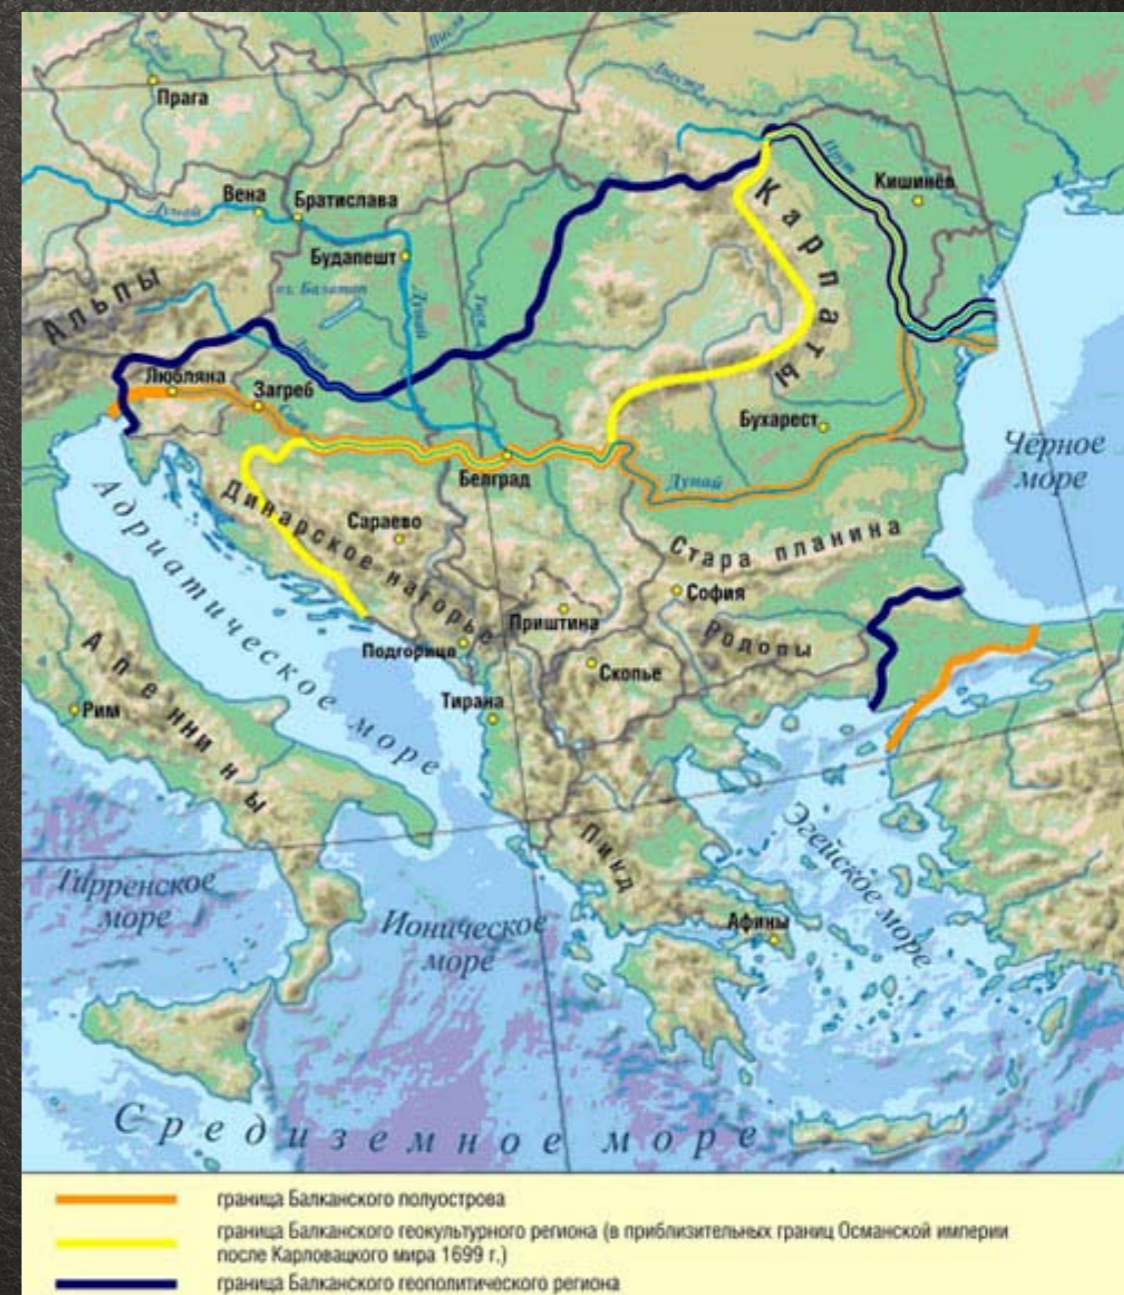 Висла
Прага
Днестр
Прут
Кишинёв
Карпаты
Вена
Братислава
Дунай
Будапешт
оз. Балатон
Дунай
Тиса
Альпы
Драва
Любляна
Загреб
Сава
Бухарест
Белград
Дунай
Чёрное
море
Адриатическое море
Динарское нагорье
Сараево
Стара планина
София
Приштина
Родопы
Подгорица
Скопье
Апеннины
Рим
Тирана
Пинд
Эгейское море
Тирренское
море
Ионическое
море
Афины
Средиземное море
граница Балканского полуострова
граница Балканского геокультурного региона (в приблизительных границ Османской империи
после Карловацкого мира 1699 г.)
граница Балканского геополитического региона